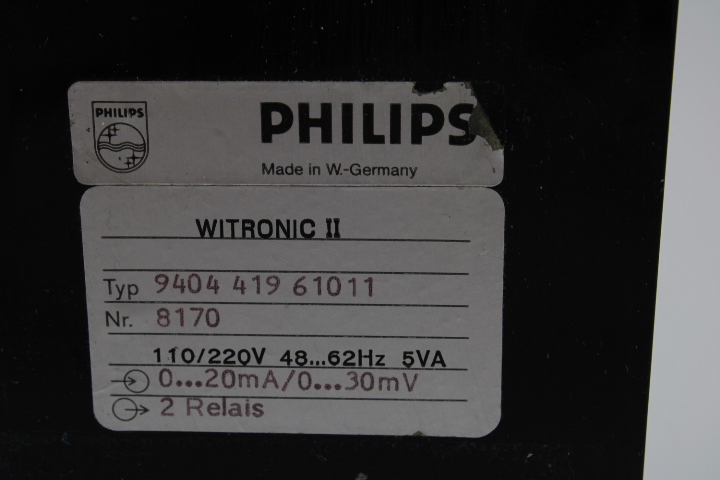 PHILIPS
PHILIPS
Made in W.-Germany
WITRONIC II
Typ 9404 419 61011
Nr. 8170
110/220V 48...62Hz 5VA
0...20mA/0...30mV
2 Relais